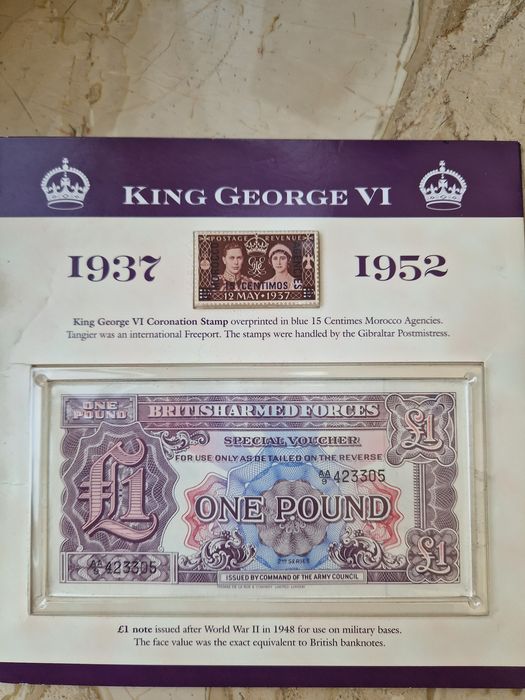 KING GEORGE VI
1937
1952
POSTAGE REVENUE
15 CENTIMOS
12 MAY · 1937
King George VI Coronation Stamp overprinted in blue 15 Centimes Morocco Agencies.
Tangier was an international Freeport. The stamps were handled by the Gibraltar Postmistress.
ONE POUND
BRITISH ARMED FORCES
£1
SPECIAL VOUCHER
FOR USE ONLY AS DETAILED ON THE REVERSE
AA/9 423305
£1
ONE POUND
£1
AA/9 423305
2ND SERIES
ISSUED BY COMMAND OF THE ARMY COUNCIL
£1 note issued after World War II in 1948 for use on military bases.
The face value was the exact equivalent to British banknotes.